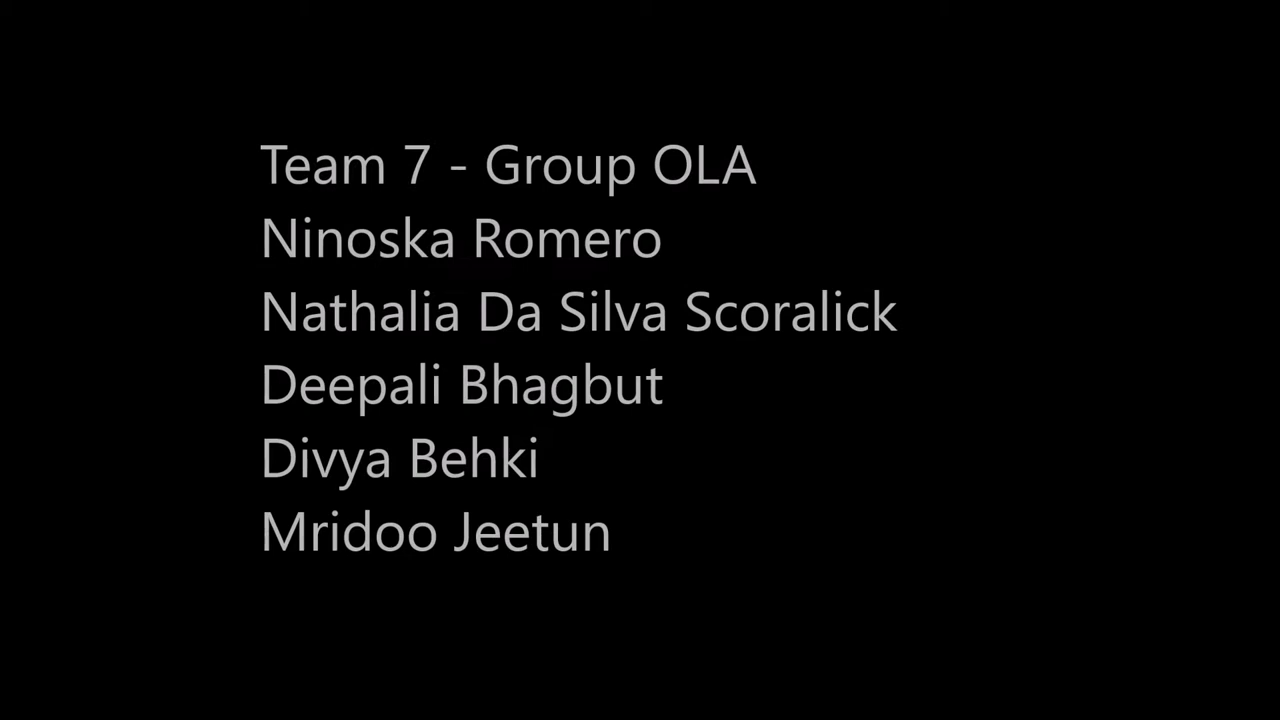 Team 7 - Group OLA
Ninoska Romero
Nathalia Da Silva Scoralick
Deepali Bhagbut
Divya Behki
Mridoo Jeetun